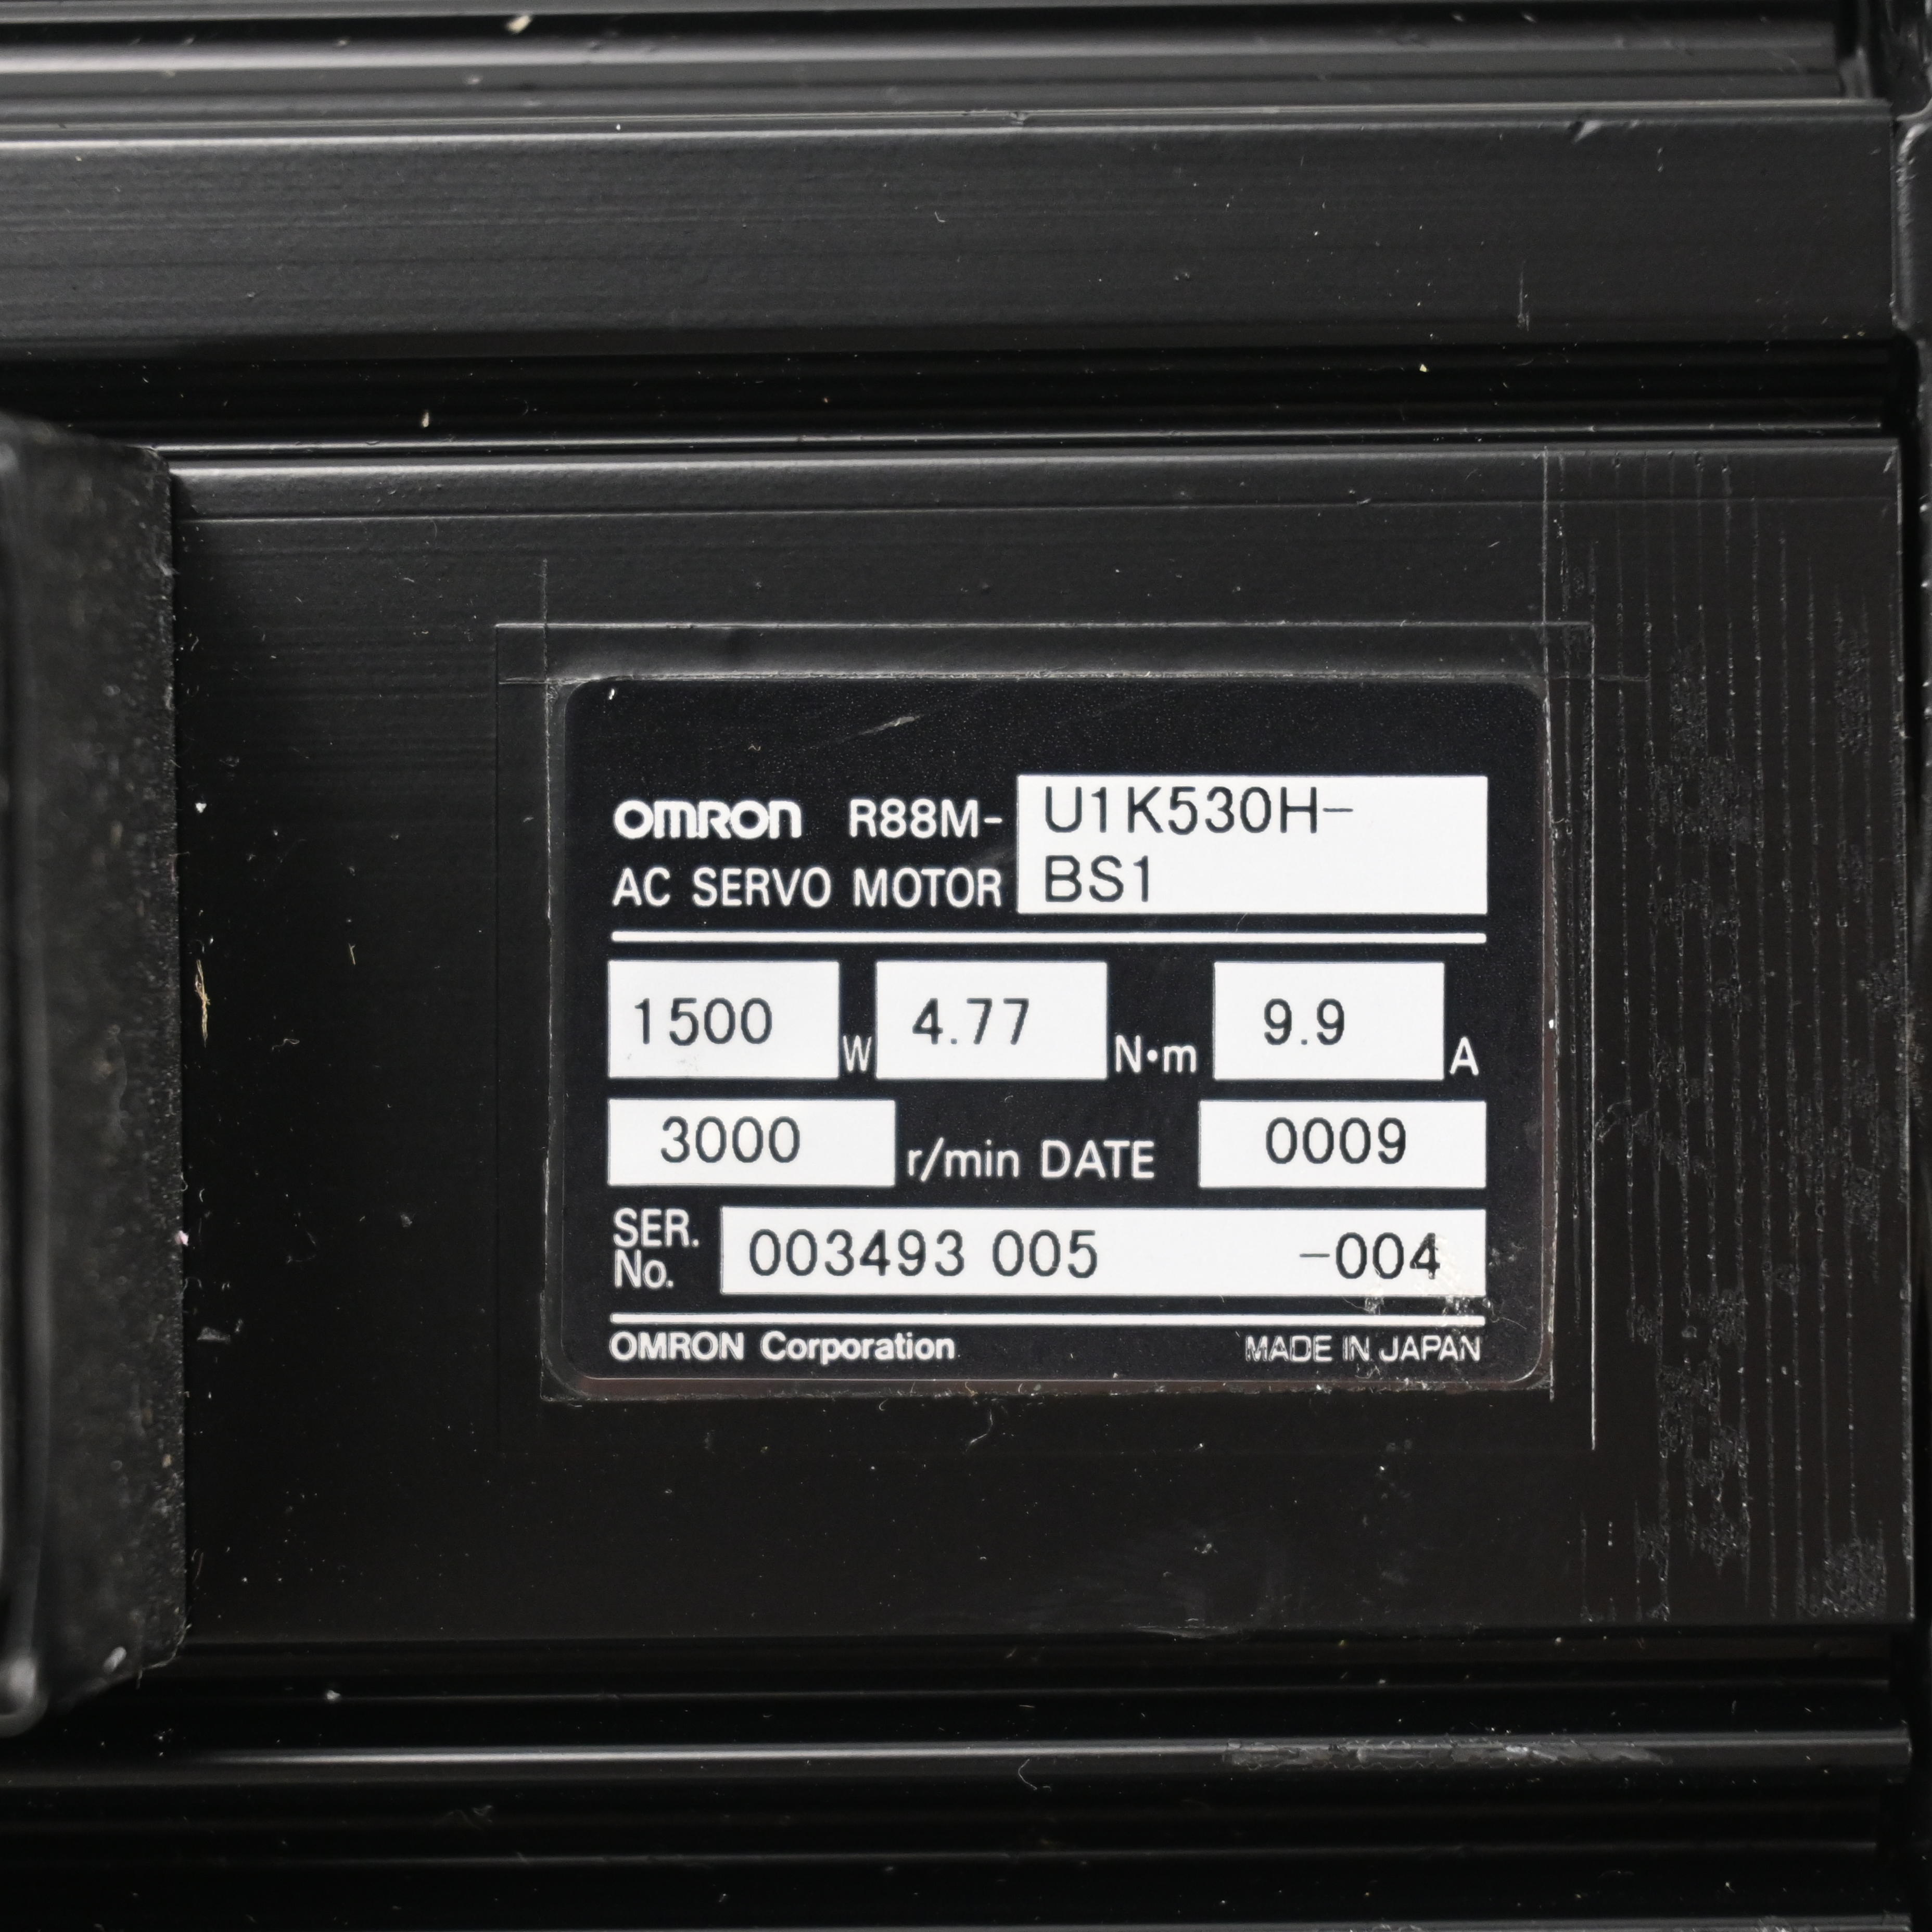 OMRON R88M- U1K530H-
AC SERVO MOTOR BS1
1500 W 4.77 N·m 9.9 A
3000 r/min DATE 0009
SER. No. 003493 005 -004
OMRON Corporation MADE IN JAPAN